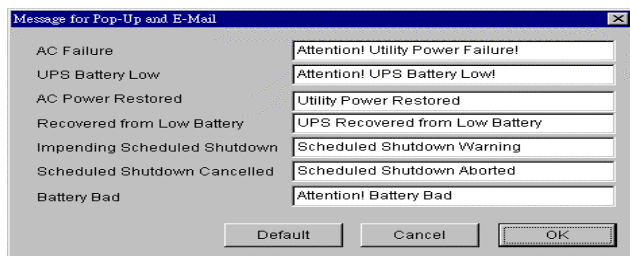 Message for Pop-Up and E-Mail
AC Failure Attention! Utility Power Failure!
UPS Battery Low Attention! UPS Battery Low!
AC Power Restored Utility Power Restored
Recovered from Low Battery UPS Recovered from Low Battery
Impending Scheduled Shutdown Scheduled Shutdown Warning
Scheduled Shutdown Cancelled Scheduled Shutdown Aborted
Battery Bad Attention! Battery Bad
Default Cancel OK